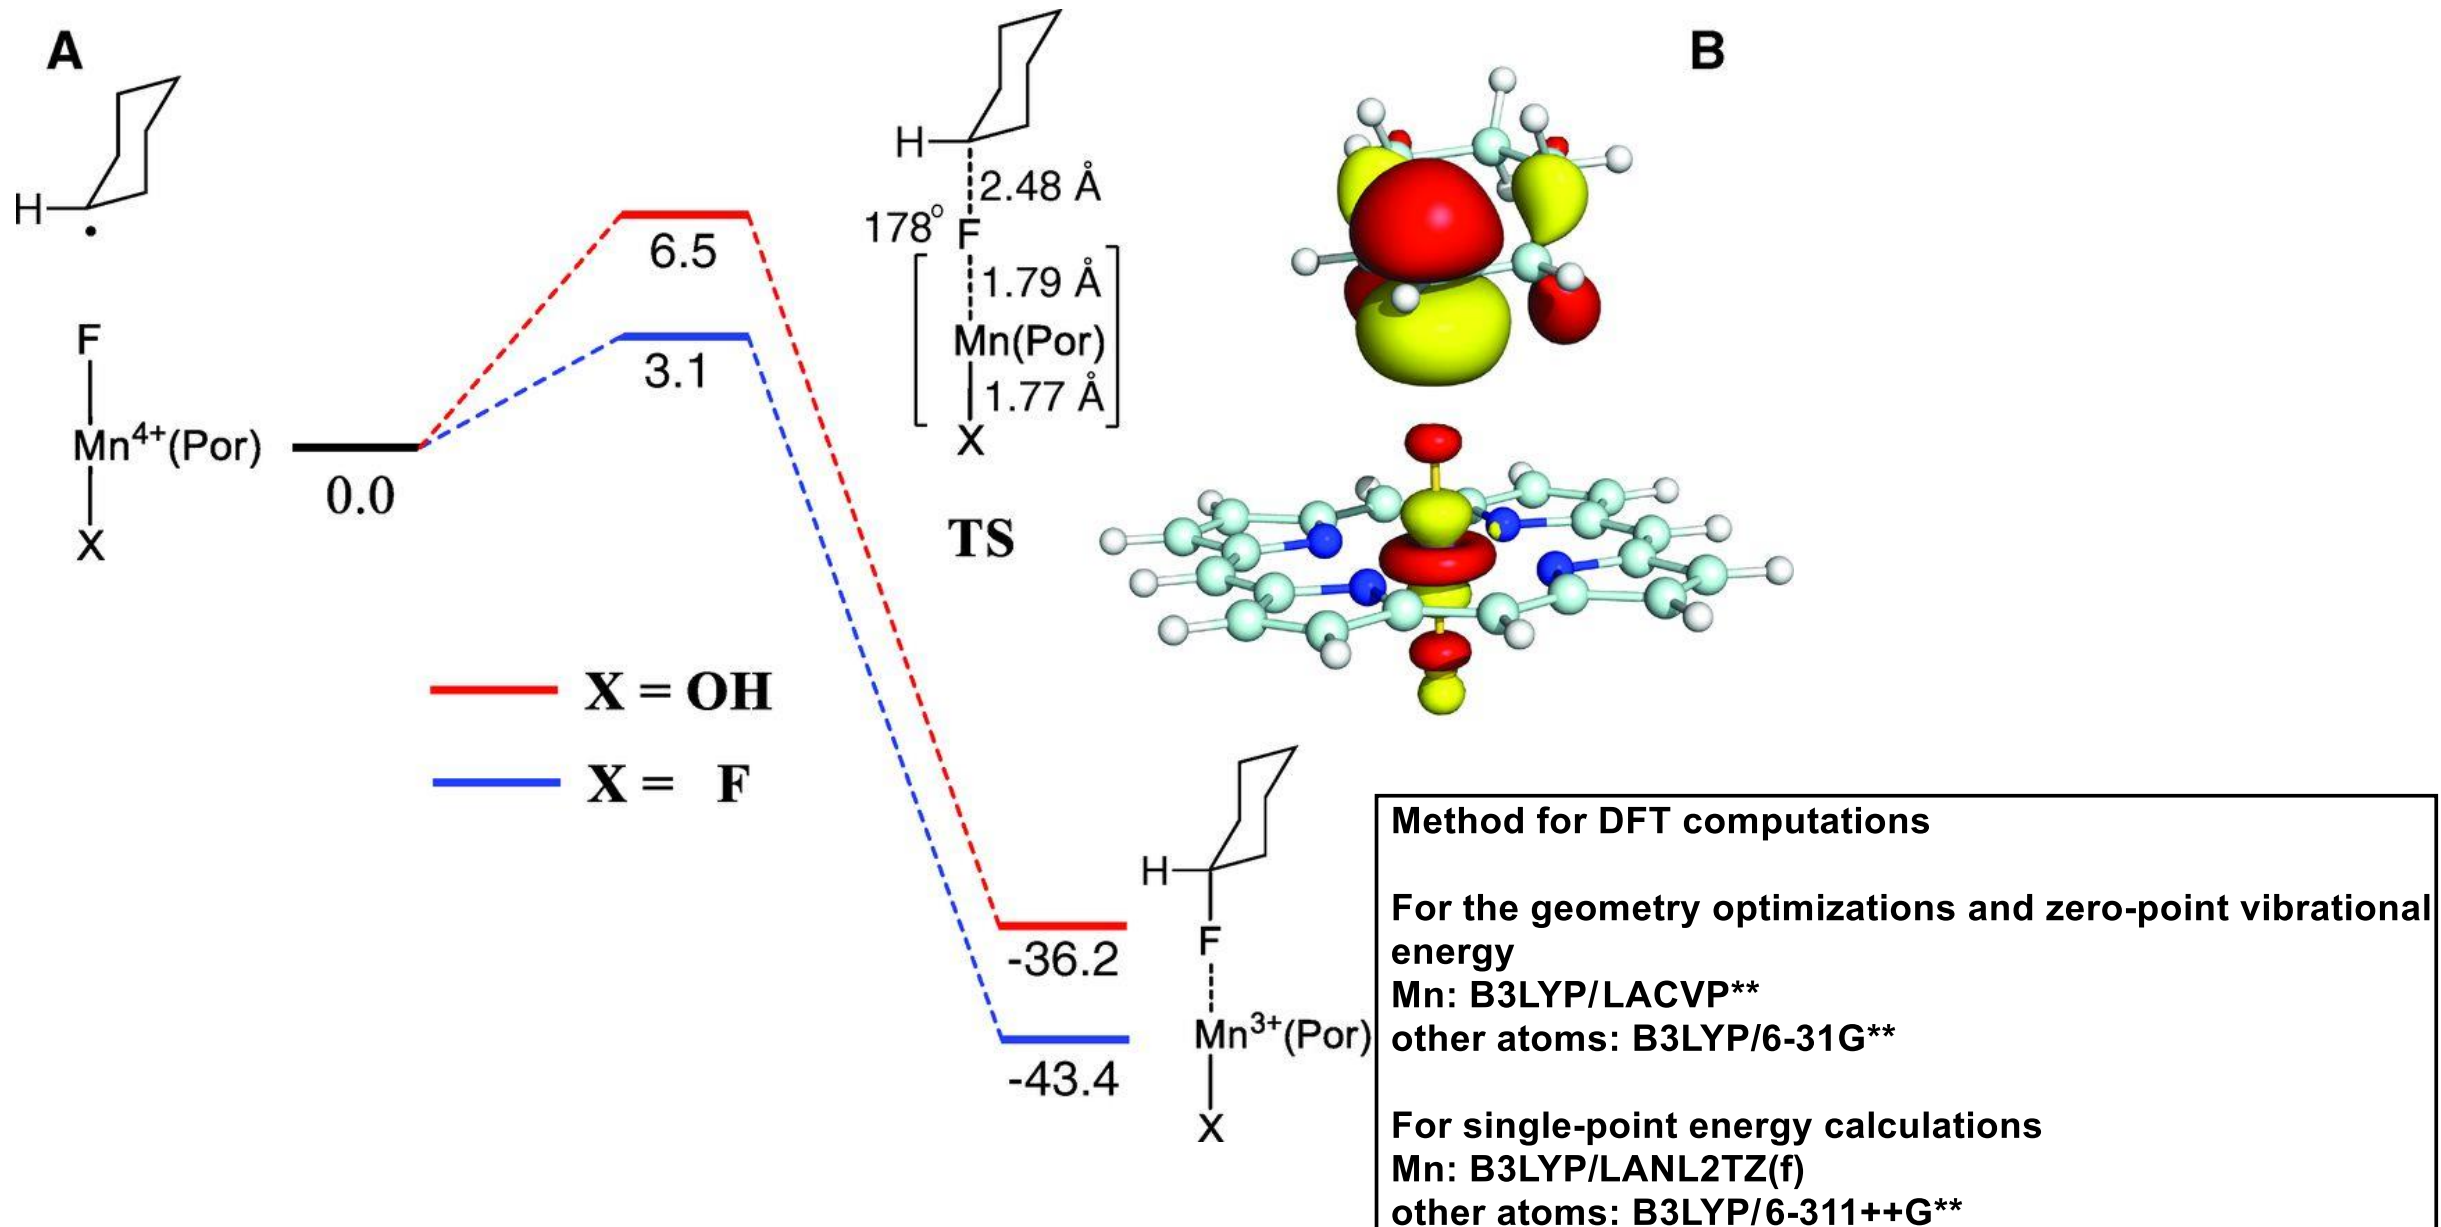 A
B
H
2.48 Å
178° F
1.79 Å
Mn(Por)
1.77 Å
X
TS
H
•
F
Mn⁴⁺(Por)
X
0.0
6.5
3.1
X = OH
X = F
-36.2
-43.4
H
F
Mn³⁺(Por)
X
Method for DFT computations
For the geometry optimizations and zero-point vibrational
energy
Mn: B3LYP/LACVP**
other atoms: B3LYP/6-31G**
For single-point energy calculations
Mn: B3LYP/LANL2TZ(f)
other atoms: B3LYP/6-311++G**